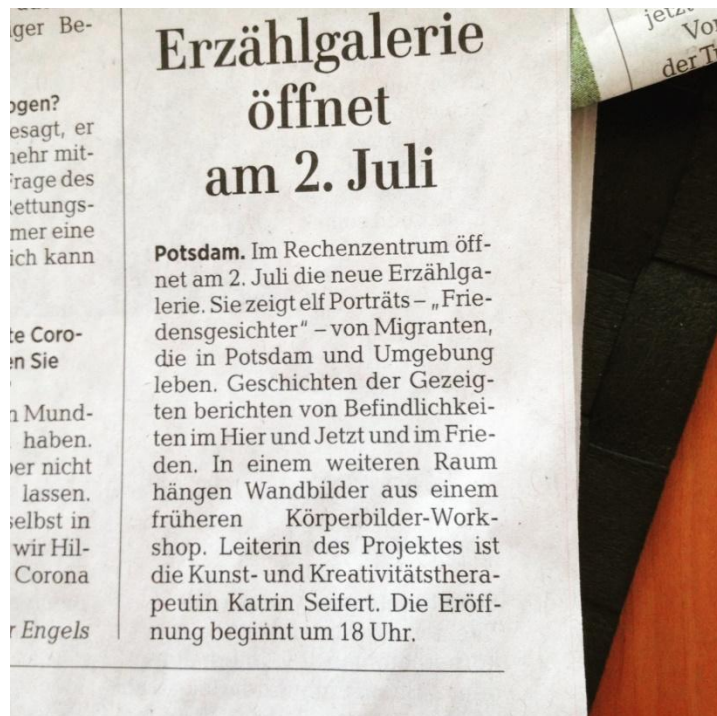 ger Be-
ogen?
esagt, er
mehr mit-
Frage des
Rettungs-
mer eine
ich kann
te Coro-
en Sie
n Mund-
haben.
er nicht
lassen.
selbst in
wir Hil-
Corona
r Engels
Erzählgalerie
öffnet
am 2. Juli
Potsdam. Im Rechenzentrum öff-
net am 2. Juli die neue Erzählga-
lerie. Sie zeigt elf Porträts – „Frie-
densgesichter" – von Migranten,
die in Potsdam und Umgebung
leben. Geschichten der Gezeig-
ten berichten von Befindlichkei-
ten im Hier und Jetzt und im Frie-
den. In einem weiteren Raum
hängen Wandbilder aus einem
früheren Körperbilder-Work-
shop. Leiterin des Projektes ist
die Kunst- und Kreativitätsthera-
peutin Katrin Seifert. Die Eröff-
nung beginnt um 18 Uhr.
jetzt
Vor
der T